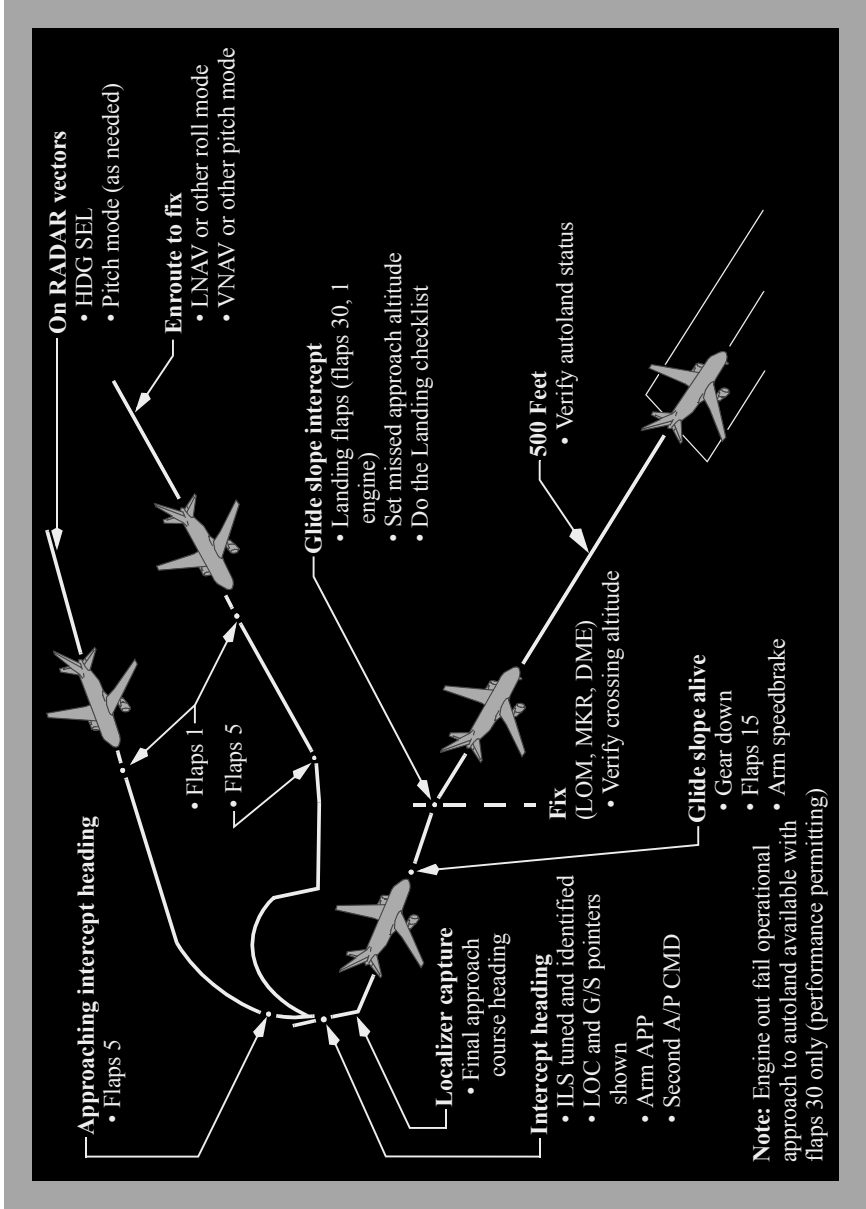 On RADAR vectors
• HDG SEL
• Pitch mode (as needed)
Enroute to fix
• LNAV or other roll mode
• VNAV or other pitch mode
Approaching intercept heading
• Flaps 5
• Flaps 1
• Flaps 5
Glide slope intercept
• Landing flaps (flaps 30, 1
engine)
• Set missed approach altitude
• Do the Landing checklist
Localizer capture
• Final approach
course heading
Intercept heading
• ILS tuned and identified
• LOC and G/S pointers
shown
• Arm APP
• Second A/P CMD
Fix
(LOM, MKR, DME)
• Verify crossing altitude
500 Feet
• Verify autoland status
Glide slope alive
• Gear down
• Flaps 15
• Arm speedbrake
Note: Engine out fail operational
approach to autoland available with
flaps 30 only (performance permitting)